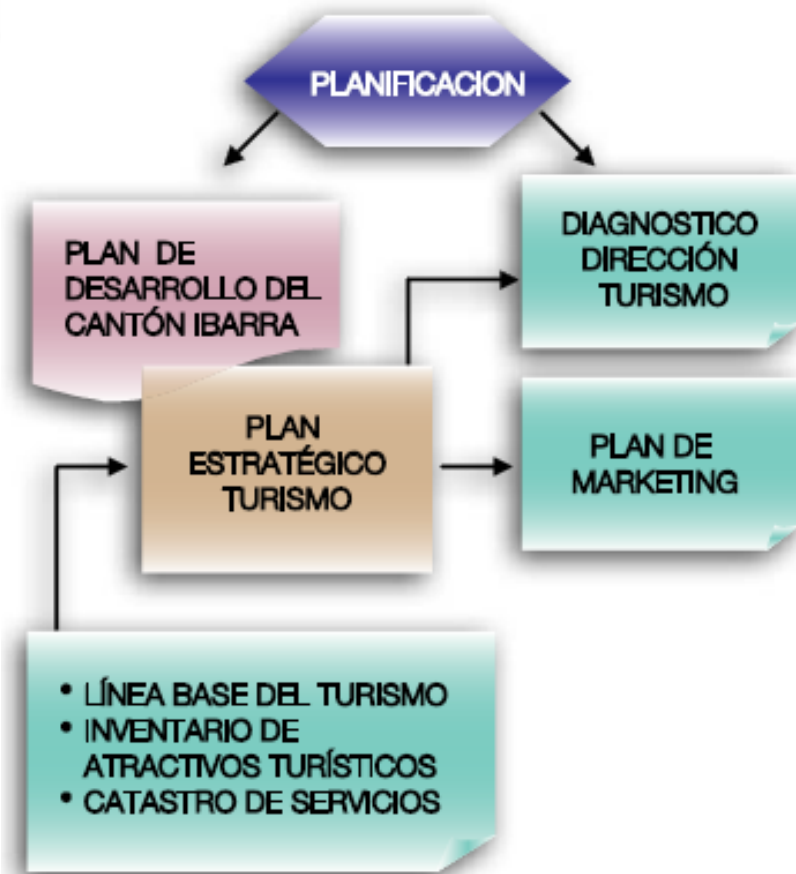 PLANIFICACION
PLAN DE
DESARROLLO DEL
CANTÓN IBARRA
DIAGNOSTICO
DIRECCIÓN
TURISMO
PLAN
ESTRATÉGICO
TURISMO
PLAN DE
MARKETING
• LÍNEA BASE DEL TURISMO
• INVENTARIO DE
ATRACTIVOS TURÍSTICOS
• CATASTRO DE SERVICIOS